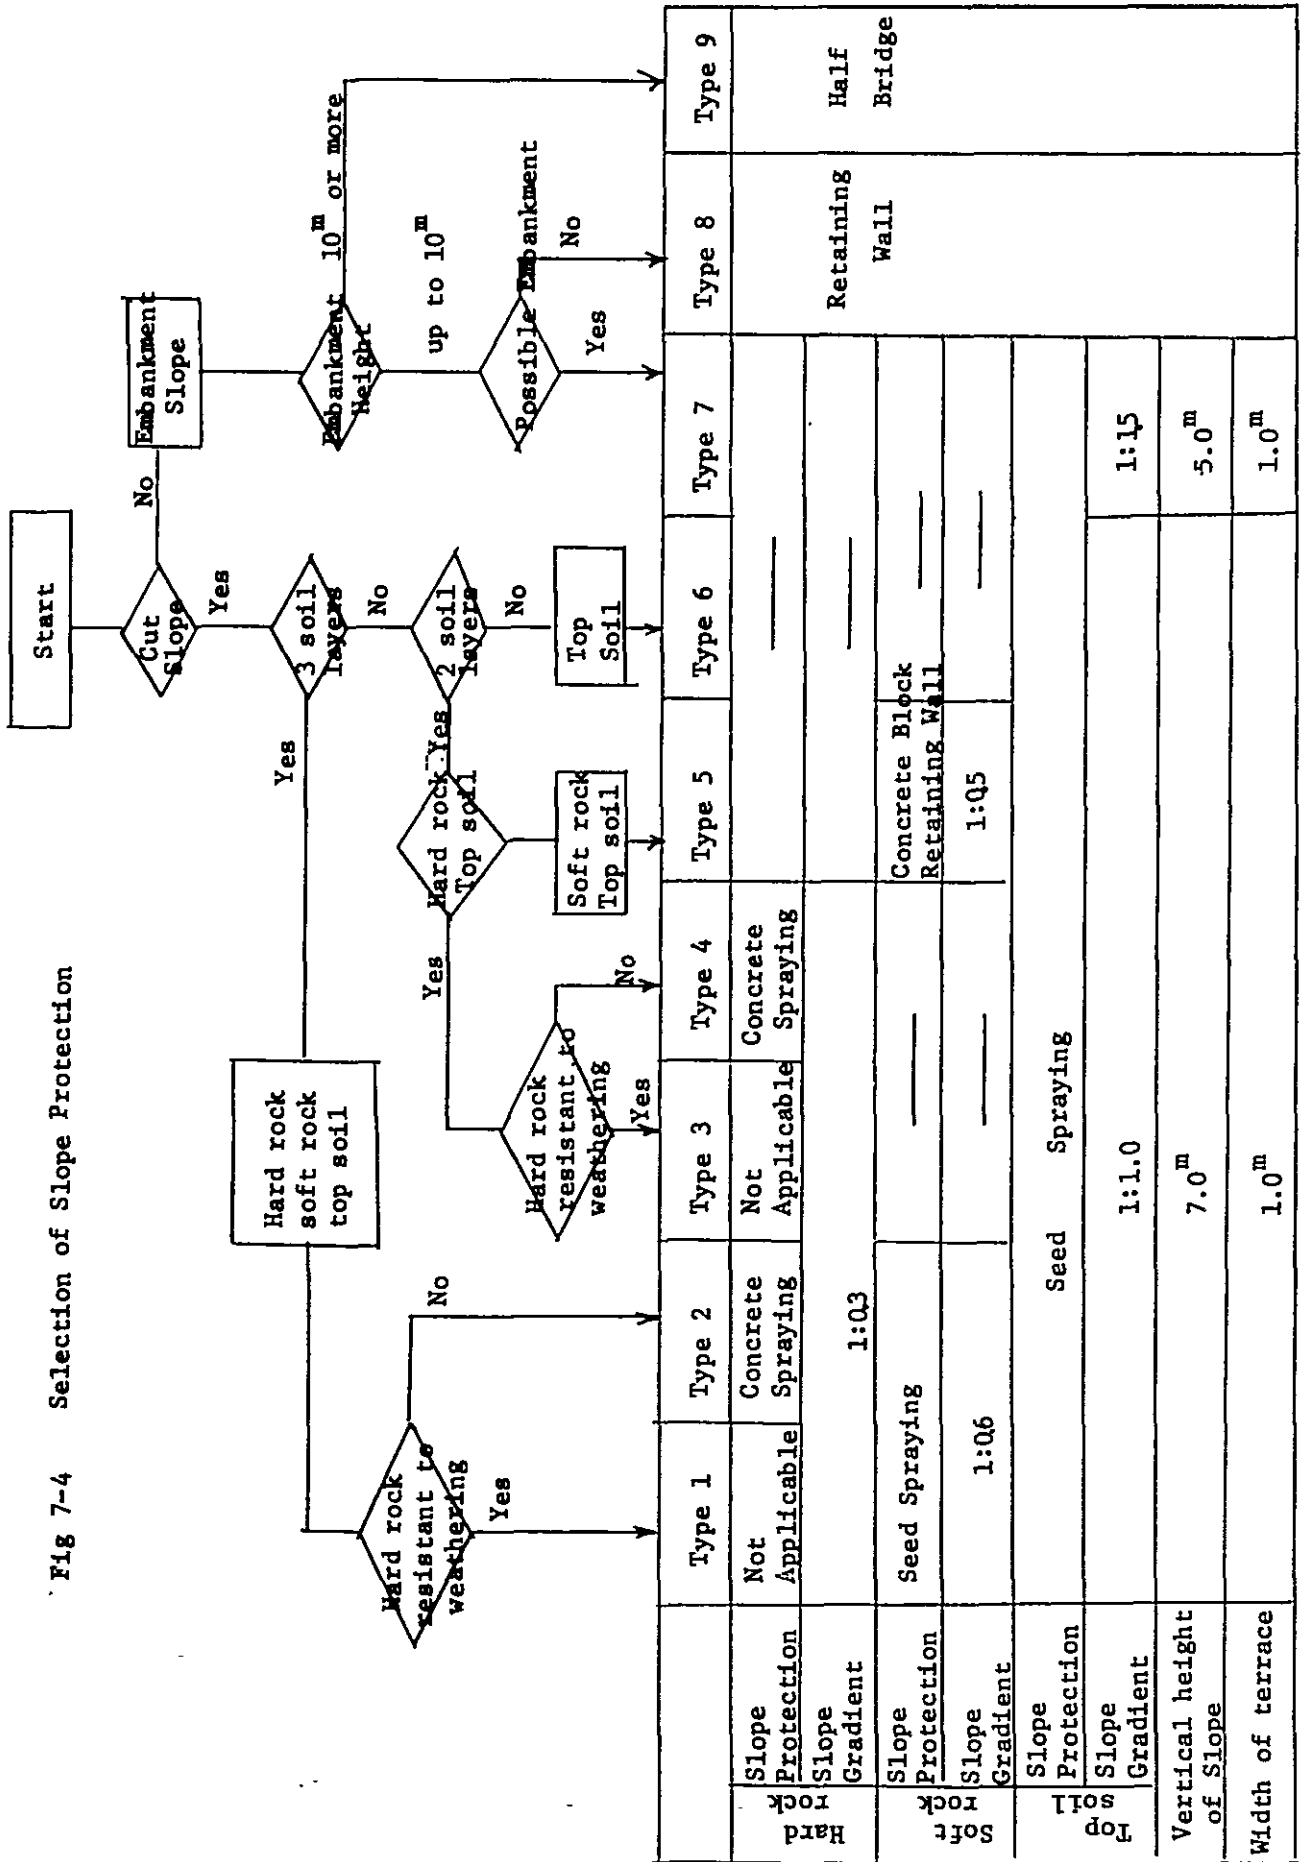 Fig 7-4 Selection of Slope Protection
Start
Cut
Slope
No
Embankment
Slope
Yes
3 soil
layers
Yes
Hard rock
soft rock
top soil
Embankment
Height
10m or more
up to 10m
No
2 soil
layers
Yes
Hard rock
Top soil
Possible Embankment
No
Yes
No
Top
Soil
Soft rock
Top soil
Yes
Hard rock
resistant to
weathering
No
Yes
Hard rock
resistant to
weathering
No
Yes
Type 1 Type 2 Type 3 Type 4 Type 5 Type 6 Type 7 Type 8 Type 9
Hard
rock
Slope
Protection
Not
Applicable
Concrete
Spraying
Not
Applicable
Concrete
Spraying
Slope
Gradient
1:0.3
Soft
rock
Slope
Protection
Seed Spraying
Concrete Block
Retaining Wall
Slope
Gradient
1:0.6
1:0.5
Top
soil
Slope
Protection
Seed Spraying
Slope
Gradient
1:1.0
1:1.5
Vertical height
of Slope
7.0m
5.0m
Width of terrace
1.0m
1.0m
Retaining
Wall
Half
Bridge